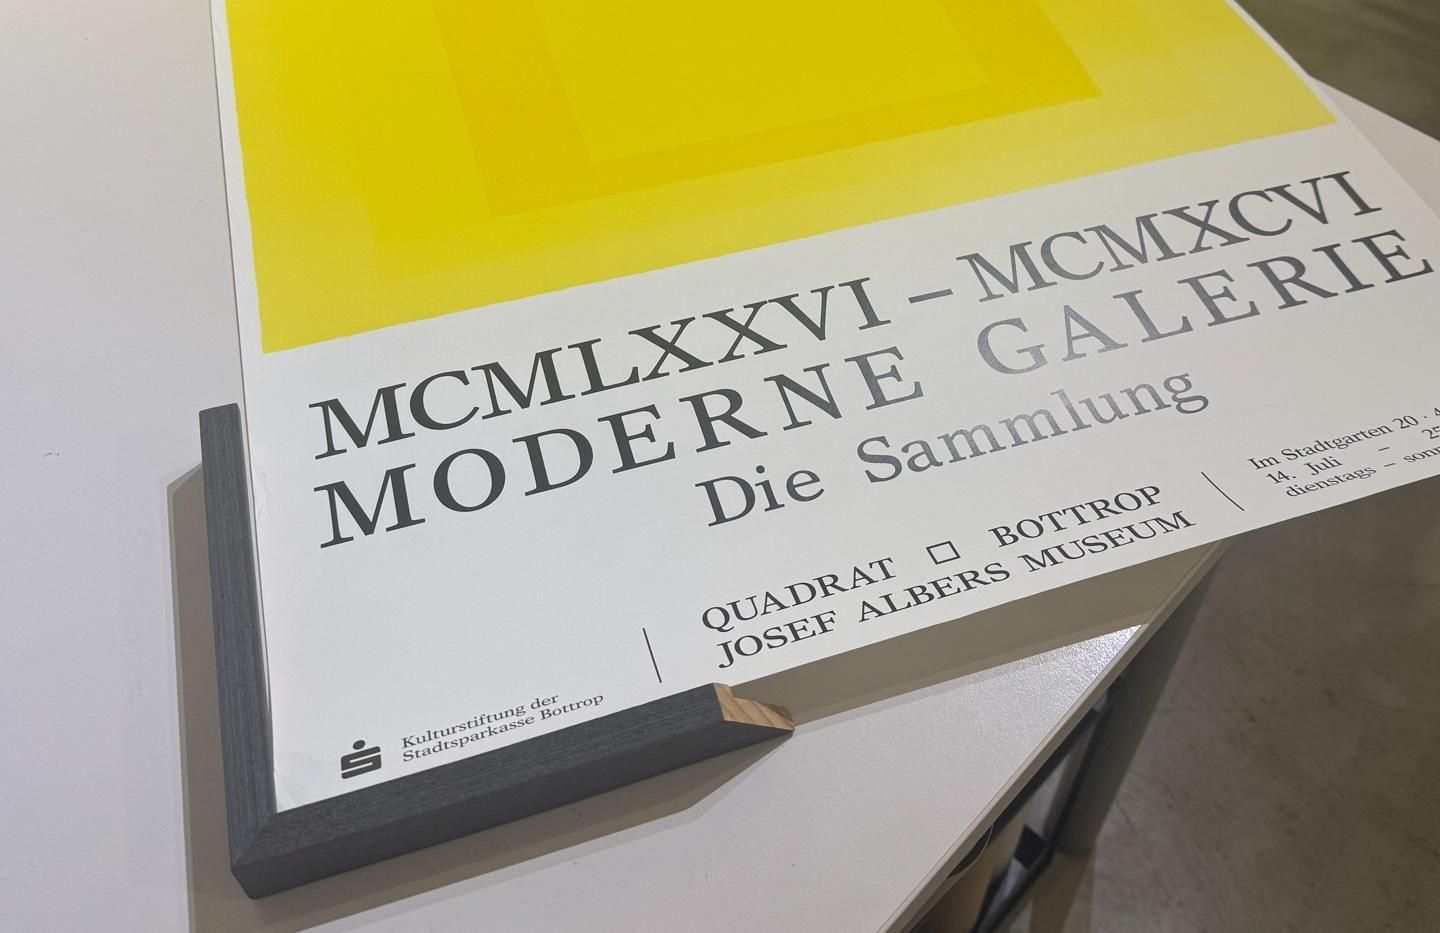 MCMLXXVI – MCMXCVI
MODERNE GALERIE
Die Sammlung
Kulturstiftung der
Stadtsparkasse Bottrop
QUADRAT □ BOTTROP
JOSEF ALBERS MUSEUM
Im Stadtgarten 20 ·
14. Juli –
dienstags –